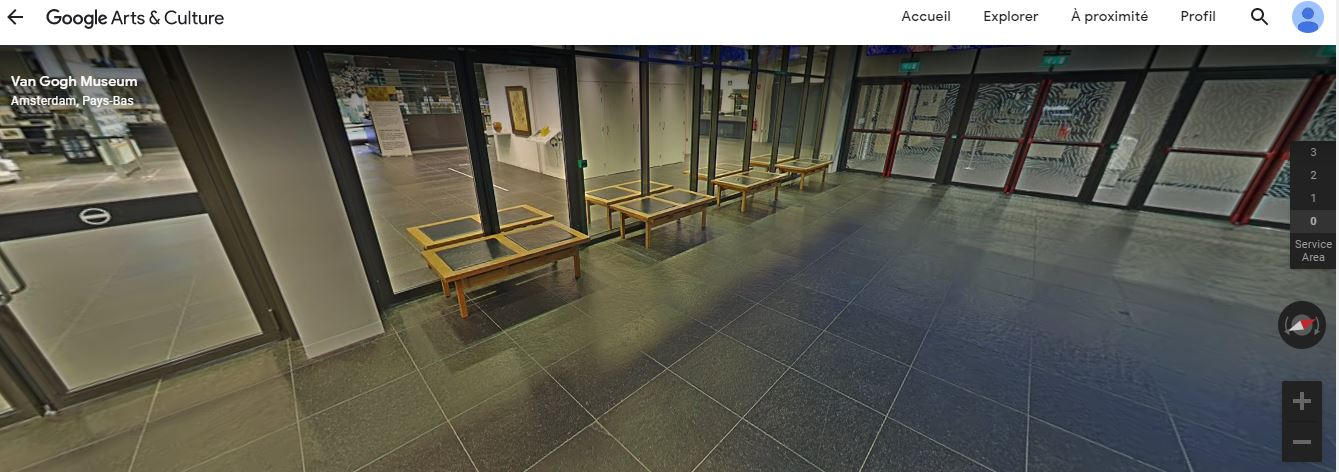 Google Arts & Culture
Accueil
Explorer
À proximité
Profil
Van Gogh Museum
Amsterdam, Pays-Bas
3
2
1
0
Service
Area